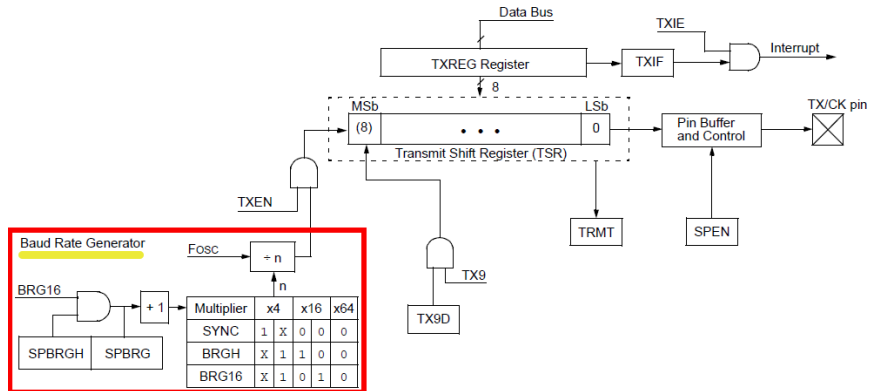 Data Bus
TXIE
Interrupt
TXREG Register
TXIF
8
MSb
LSb
(8)
• • •
0
Transmit Shift Register (TSR)
Pin Buffer
and Control
TX/CK pin
TXEN
TRMT
SPEN
Baud Rate Generator
FOSC
÷ n
n
TX9
TX9D
BRG16
+ 1
SPBRGH
SPBRG
Multiplier x4 x16 x64
SYNC 1 X 0 0 0
BRGH X 1 1 0 0
BRG16 X 1 0 1 0